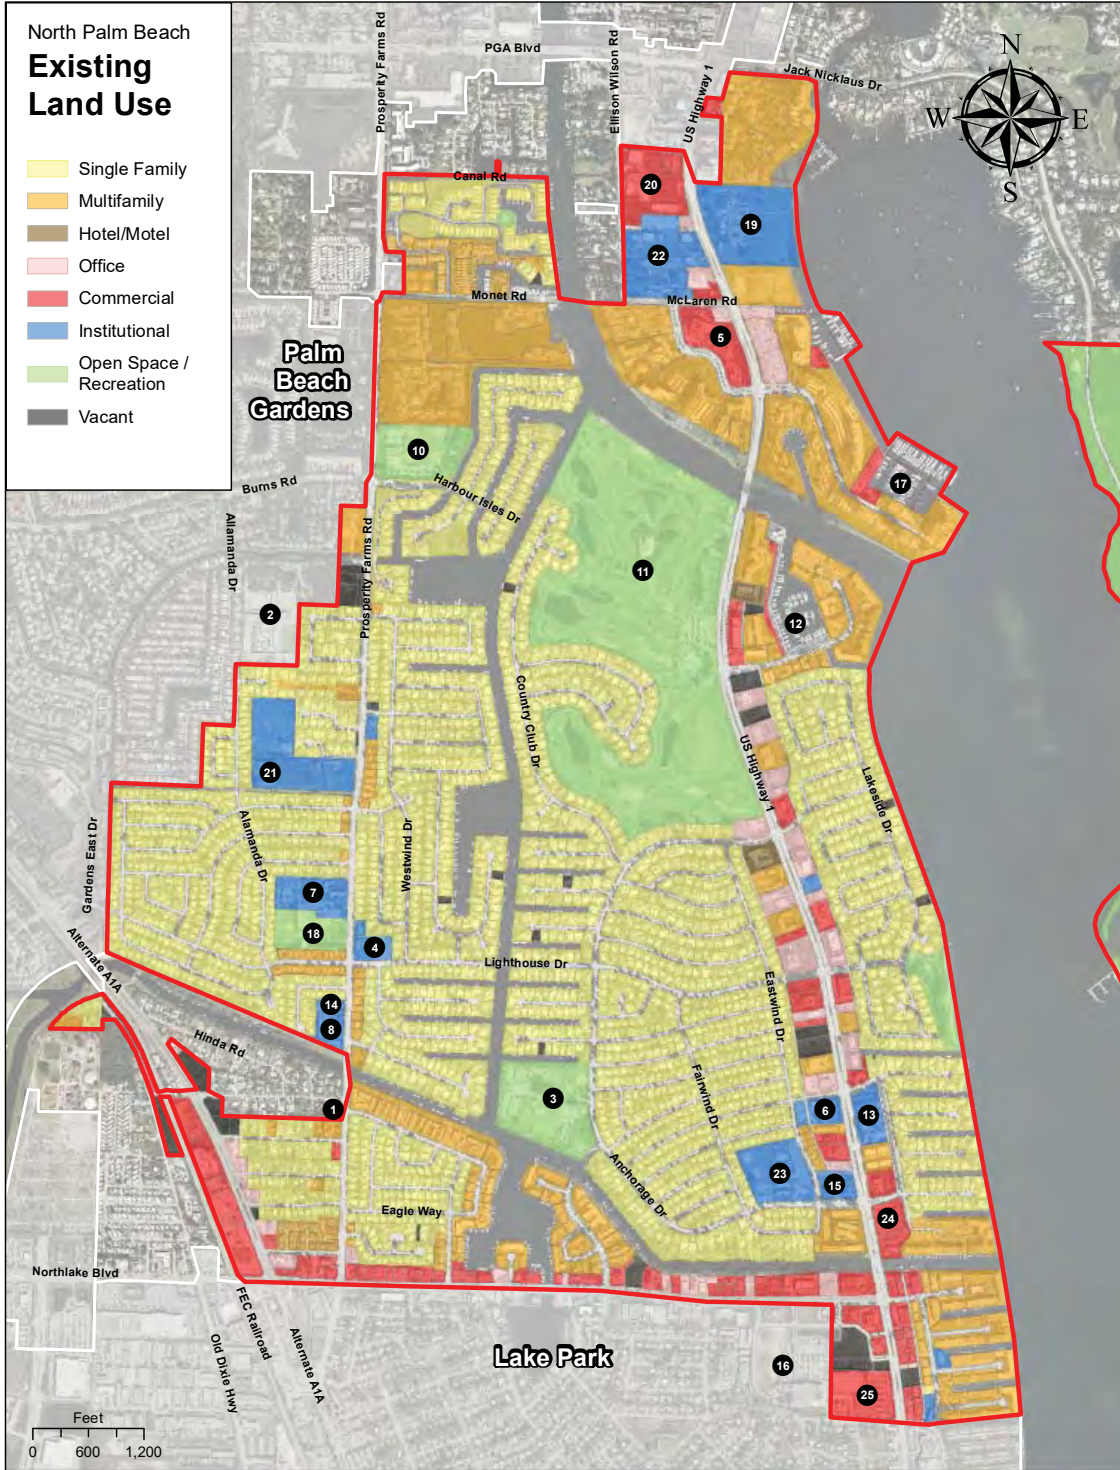 North Palm Beach
Existing
Land Use
Single Family
Multifamily
Hotel/Motel
Office
Commercial
Institutional
Open Space /
Recreation
Vacant
Prosperity Farms Rd
PGA Blvd
Ellison Wilson Rd
US Highway 1
Jack Nicklaus Dr
N
W
E
S
Canal Rd
20
19
22
Monet Rd
McLaren Rd
5
Palm
Beach
Gardens
10
17
Burns Rd
Harbour Isles Dr
Allamanda Dr
Prosperity Farms Rd
11
2
12
Country Club Dr
US Highway 1
Lakeside Dr
21
Gardens East Dr
Alamanda Dr
Westwind Dr
7
18
4
Lighthouse Dr
Alternate A1A
Eastwind Dr
14
8
Hinda Rd
Fairwind Dr
3
1
6
13
23
15
Anchorage Dr
Eagle Way
24
Northlake Blvd
FEC Railroad
Old Dixie Hwy
Alternate A1A
Lake Park
16
25
Feet
0 600 1,200